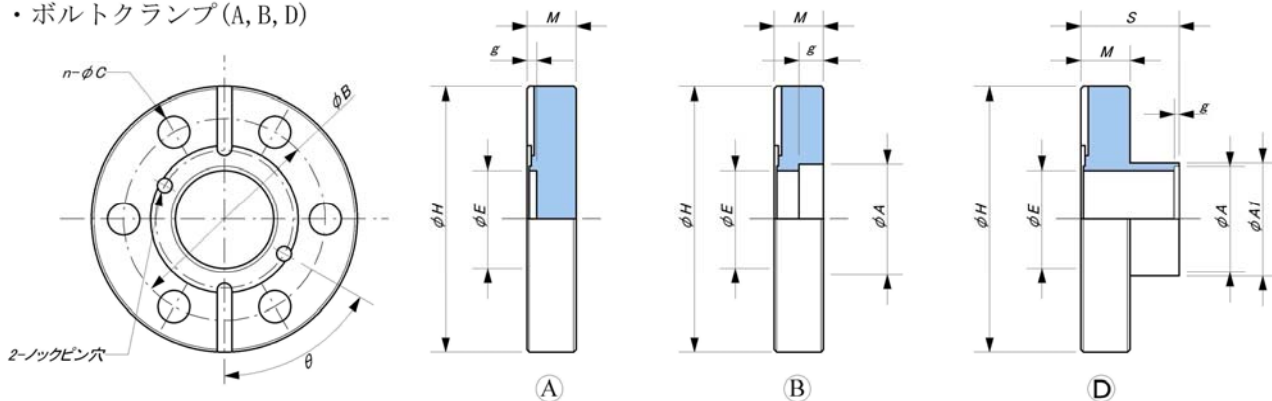 ・ボルトクランプ(A,B,D)
n-φC
φB
2-ノックピン穴
θ
M
g
φH
φE
Ⓐ
M
g
φH
φE
φA
Ⓑ
S
M
g
φH
φE
φA
φA1
Ⓓ